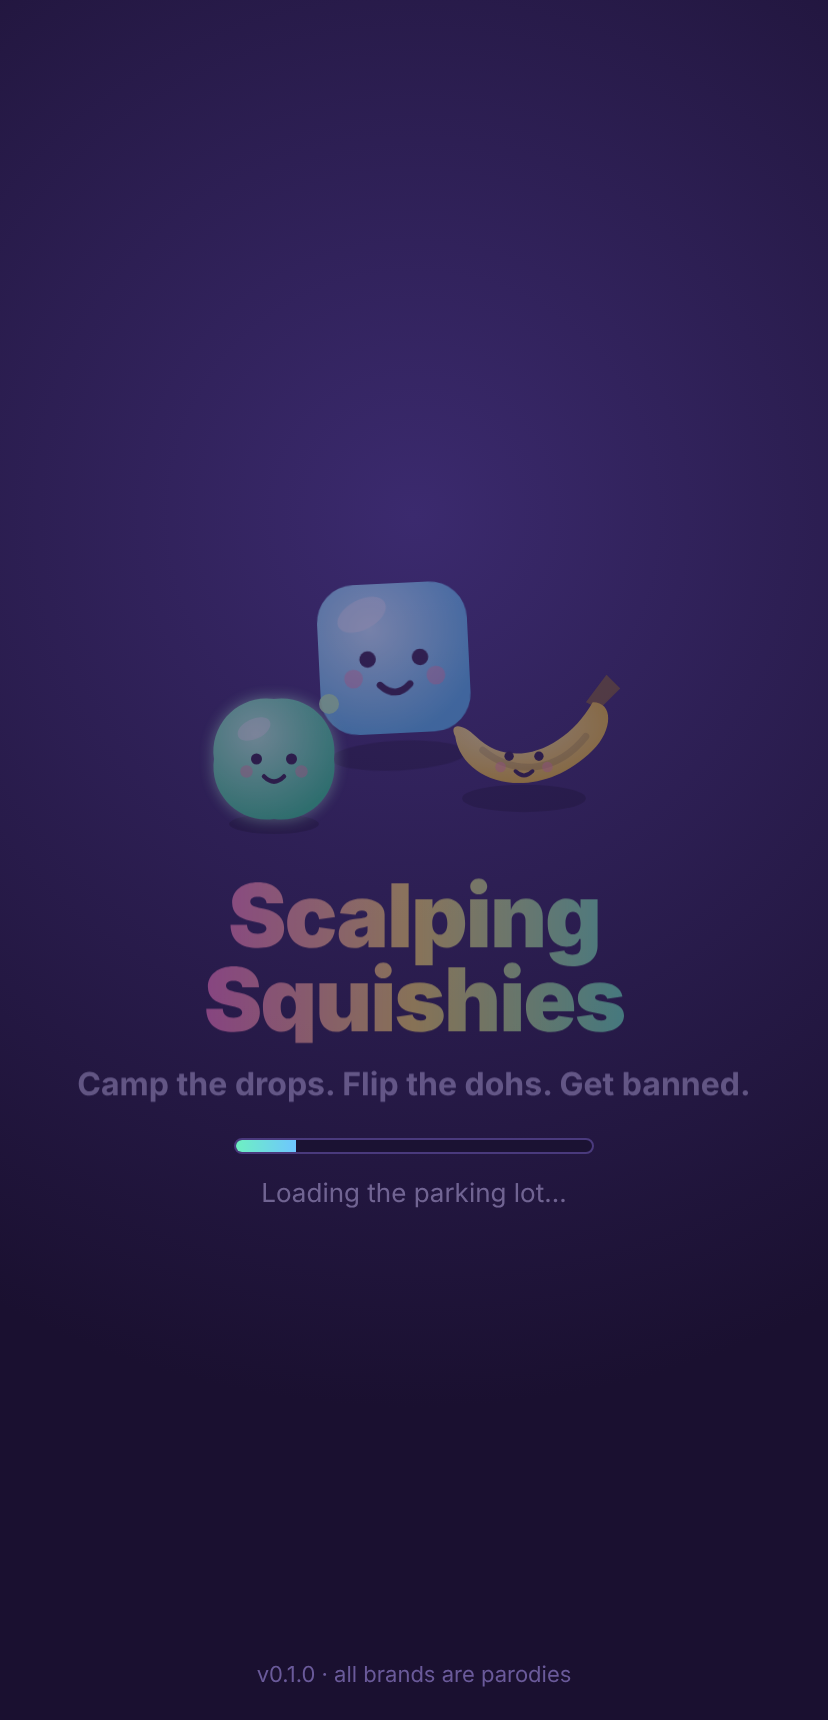 Scalping
Squishies
Camp the drops. Flip the dohs. Get banned.
Loading the parking lot...
v0.1.0 · all brands are parodies